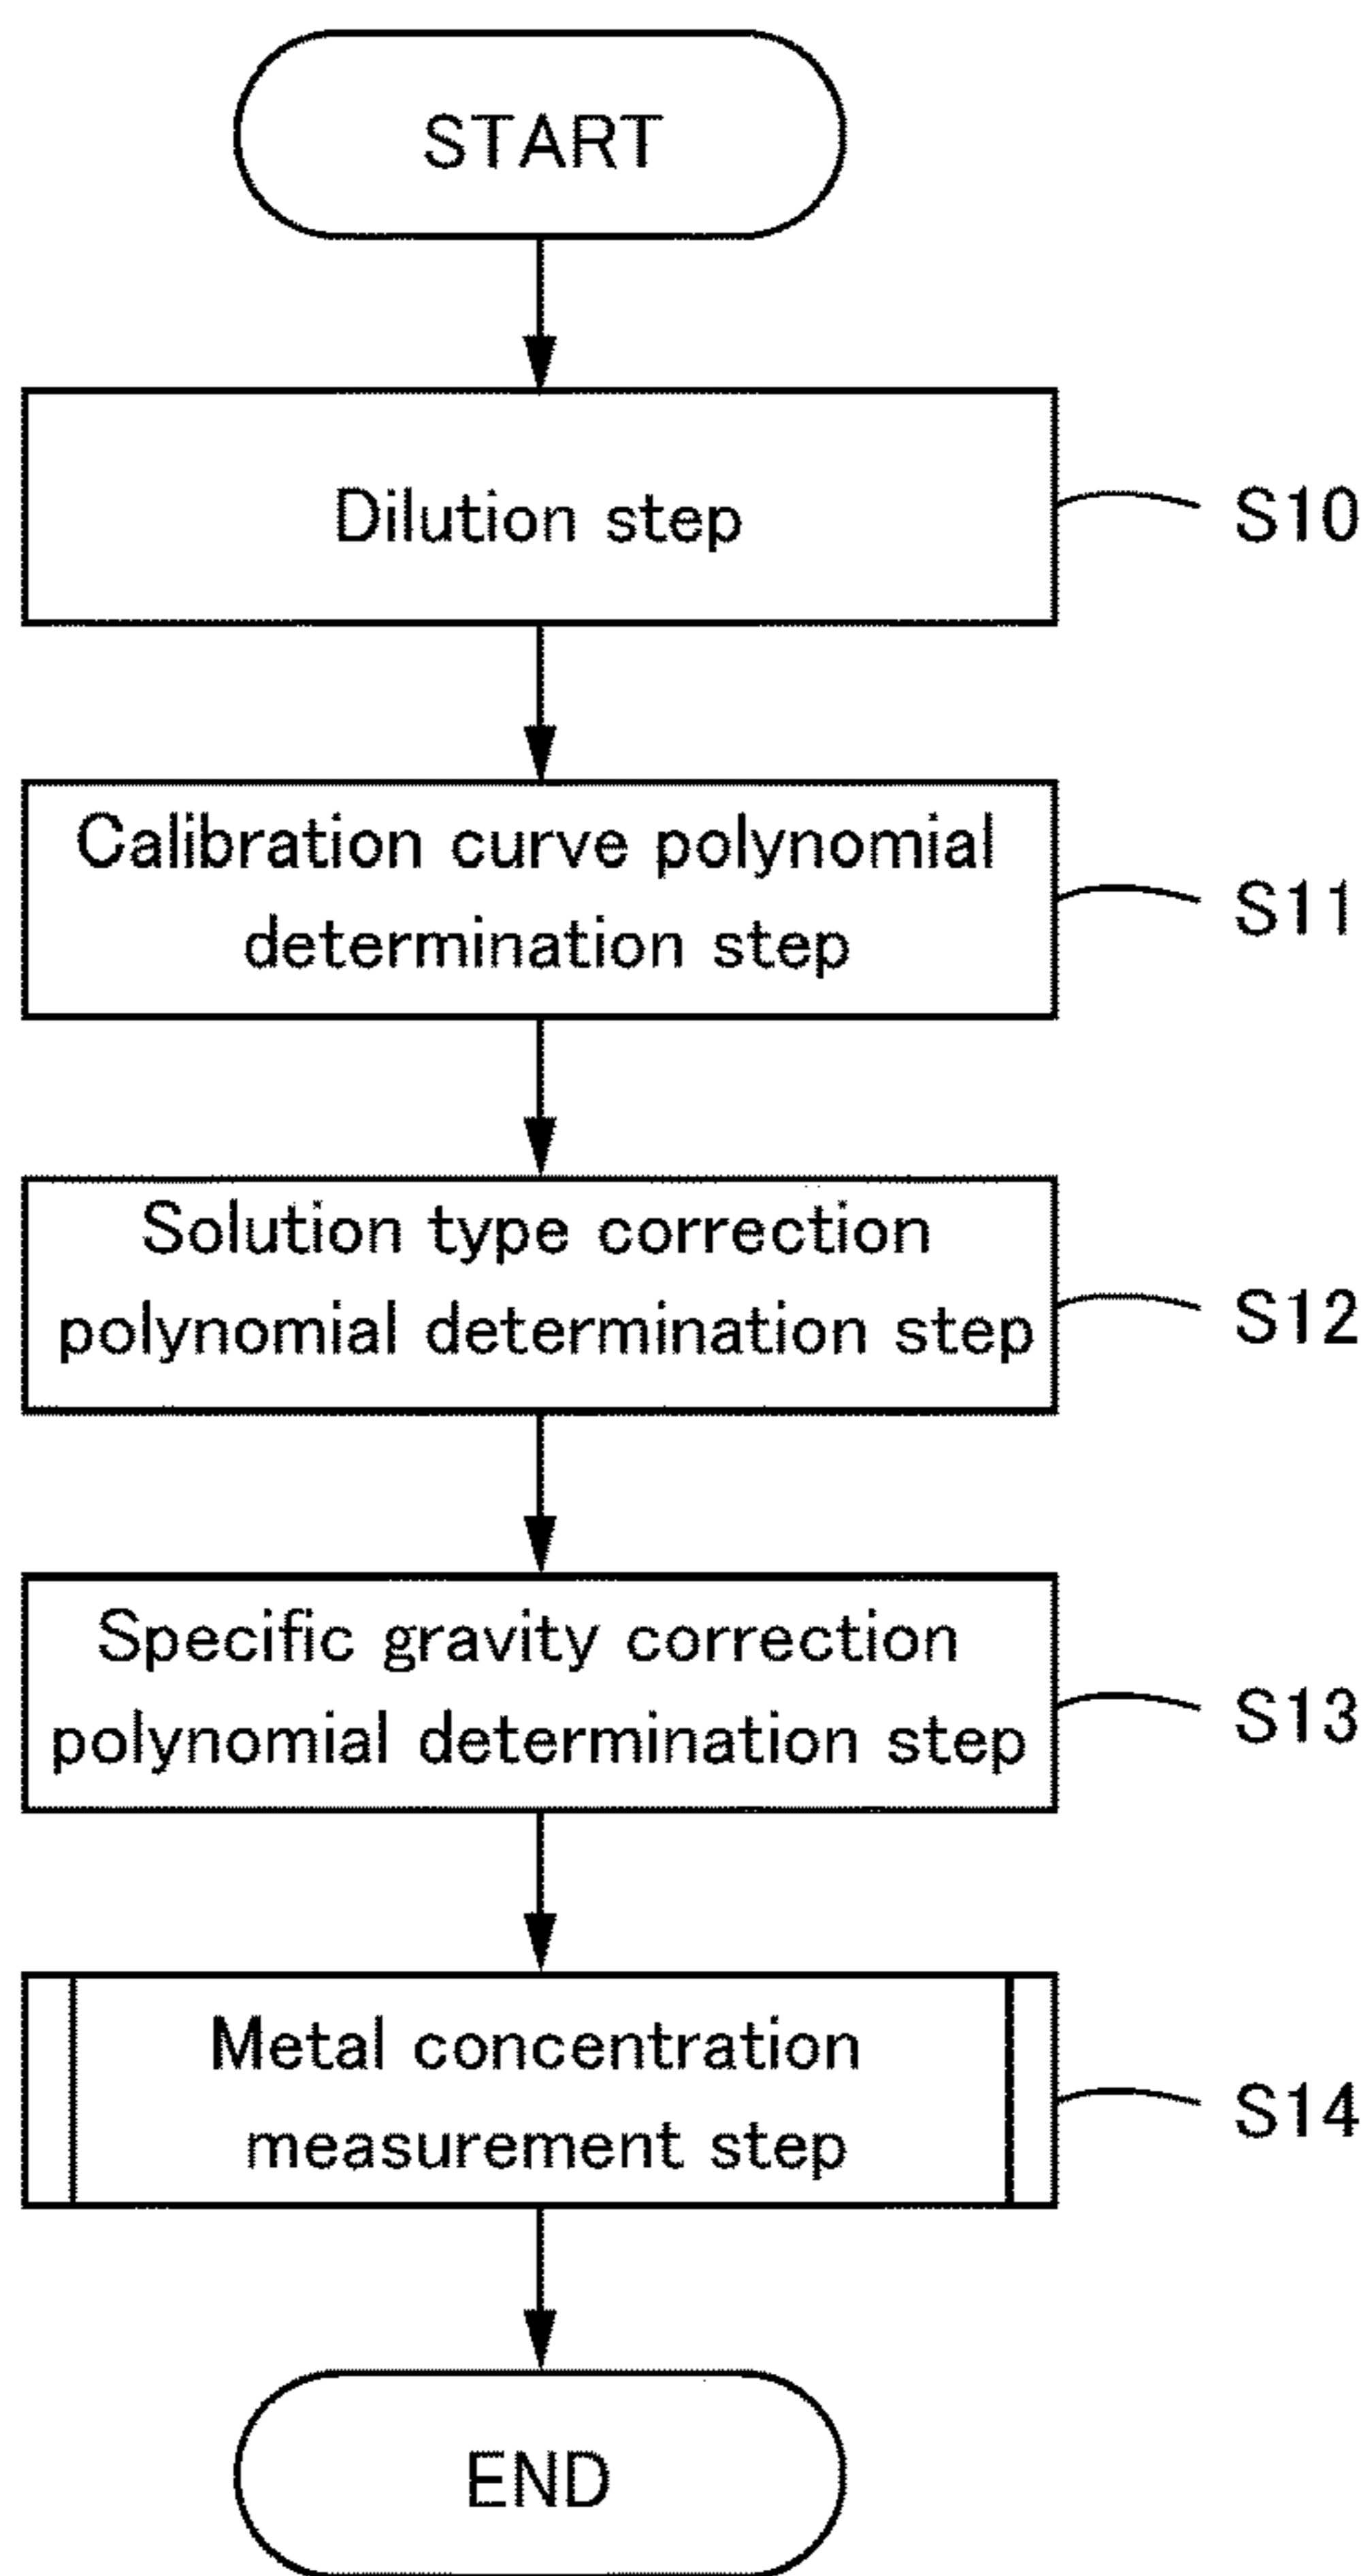 START
Dilution step
S10
Calibration curve polynomial
determination step
S11
Solution type correction
polynomial determination step
S12
Specific gravity correction
polynomial determination step
S13
Metal concentration
measurement step
S14
END